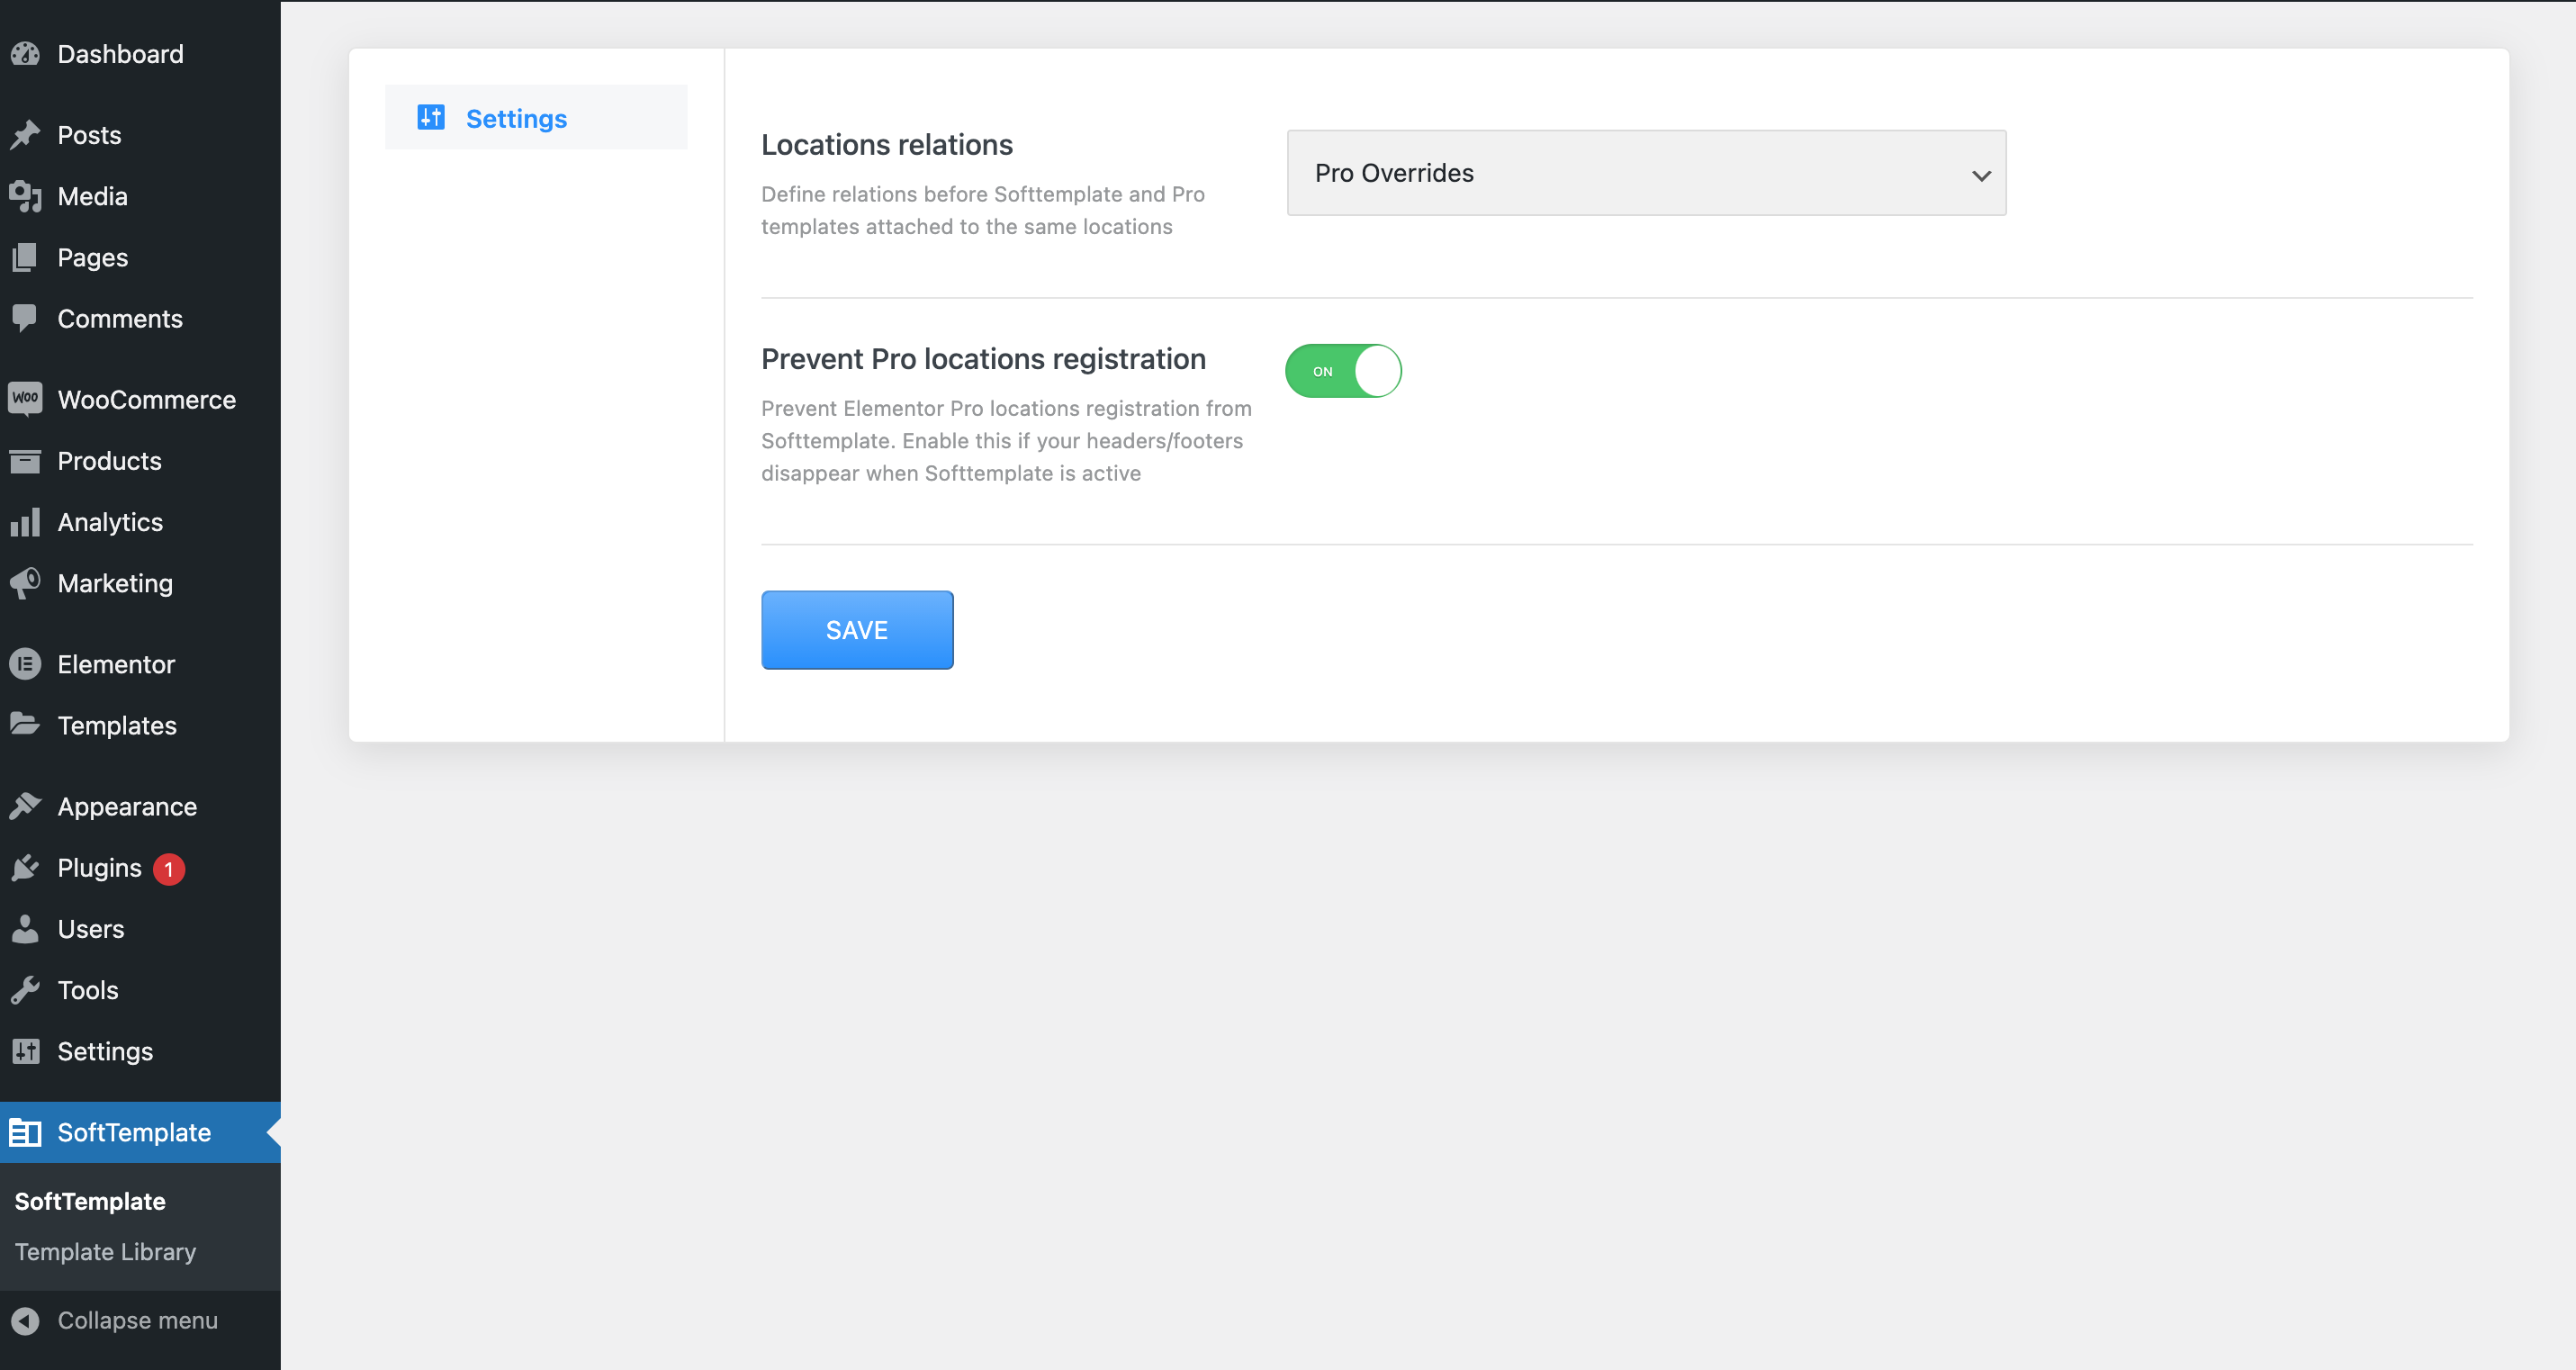 Dashboard
Posts
Media
Pages
Comments
Woo WooCommerce
Products
Analytics
Marketing
Elementor
Templates
Appearance
Plugins 1
Users
Tools
Settings
SoftTemplate
SoftTemplate
Template Library
Collapse menu
Settings
Locations relations
Define relations before Softtemplate and Pro
templates attached to the same locations
Pro Overrides
Prevent Pro locations registration
Prevent Elementor Pro locations registration from
Softtemplate. Enable this if your headers/footers
disappear when Softtemplate is active
ON
SAVE